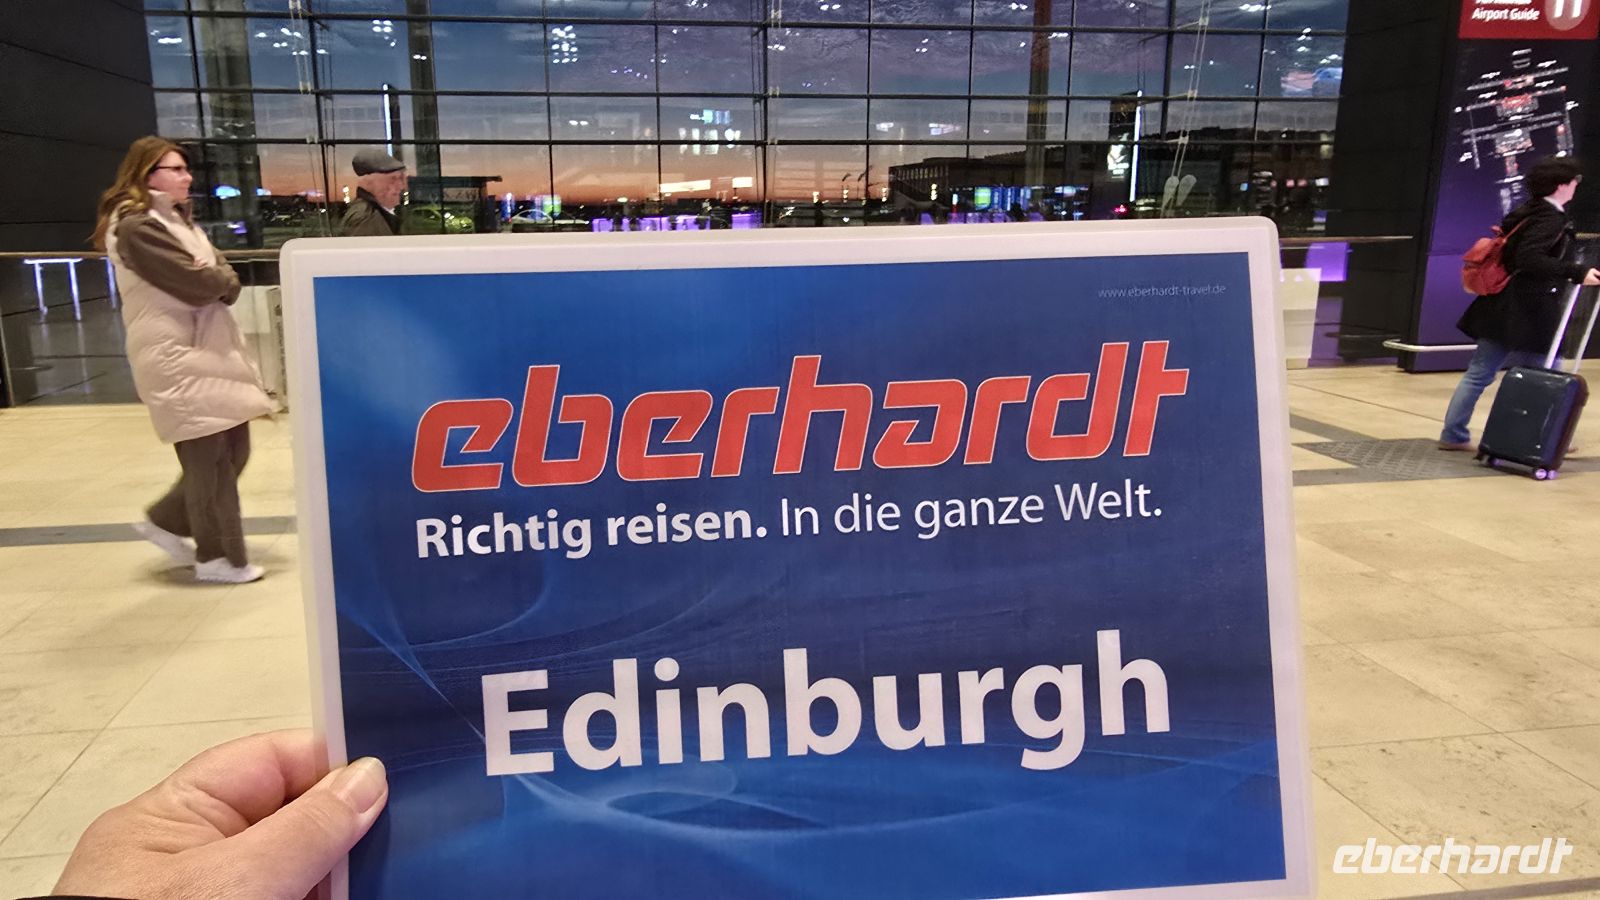 Airport Guide
www.eberhardt-travel.de
eberhardt
Richtig reisen. In die ganze Welt.
Edinburgh
eberhardt